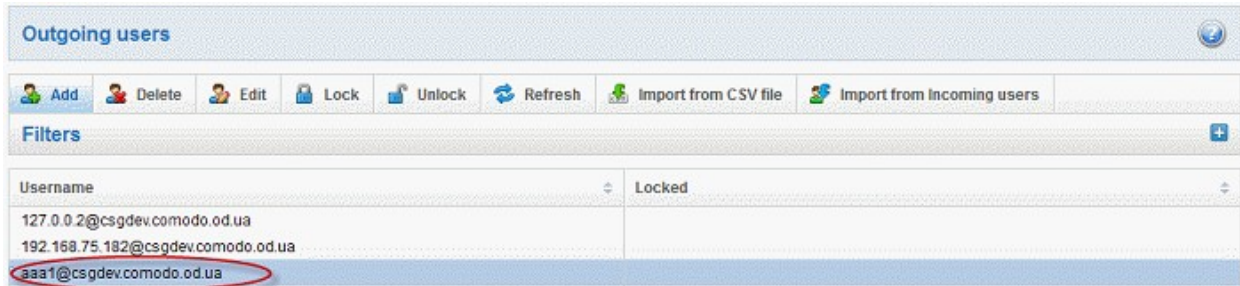 Outgoing users
Add Delete Edit Lock Unlock Refresh Import from CSV file Import from Incoming users
Filters
Username Locked
127.0.0.2@csgdev.comodo.od.ua
192.168.75.182@csgdev.comodo.od.ua
aaa1@csgdev.comodo.od.ua